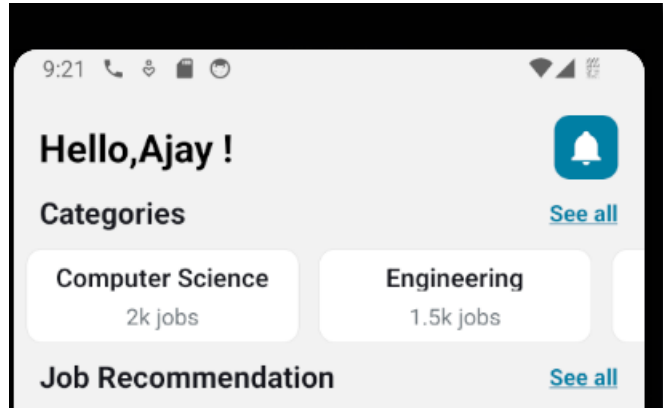 9:21
Hello,Ajay !
Categories See all
Computer Science Engineering
2k jobs 1.5k jobs
Job Recommendation See all